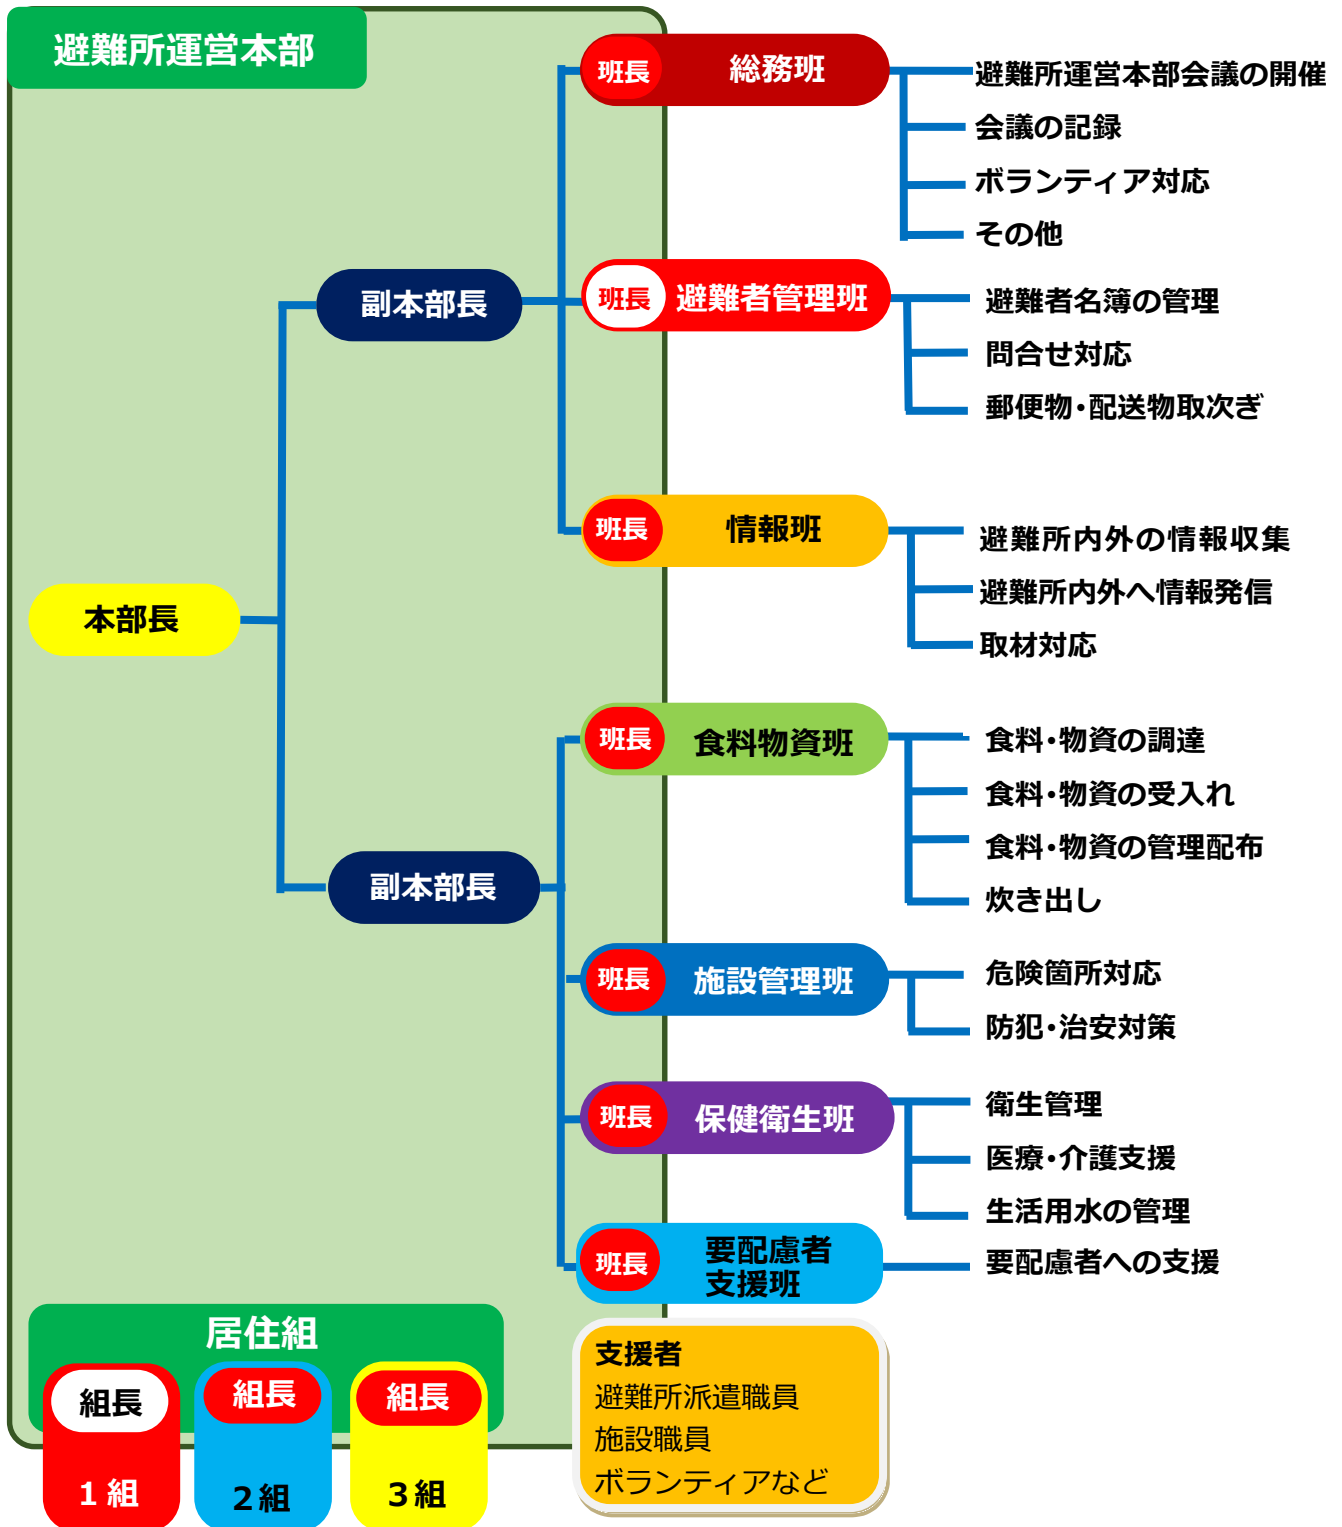 避難所運営本部
班長
総務班
避難所運営本部会議の開催
会議の記録
ボランティア対応
その他
副本部長
班長
避難者管理班
避難者名簿の管理
問合せ対応
郵便物・配送物取次ぎ
班長
情報班
避難所内外の情報収集
避難所内外へ情報発信
取材対応
本部長
班長
食料物資班
食料・物資の調達
食料・物資の受入れ
食料・物資の管理配布
炊き出し
副本部長
班長
施設管理班
危険箇所対応
防犯・治安対策
班長
保健衛生班
衛生管理
医療・介護支援
生活用水の管理
班長
要配慮者
支援班
要配慮者への支援
居住組
組長
1組
組長
2組
組長
3組
支援者
避難所派遣職員
施設職員
ボランティアなど